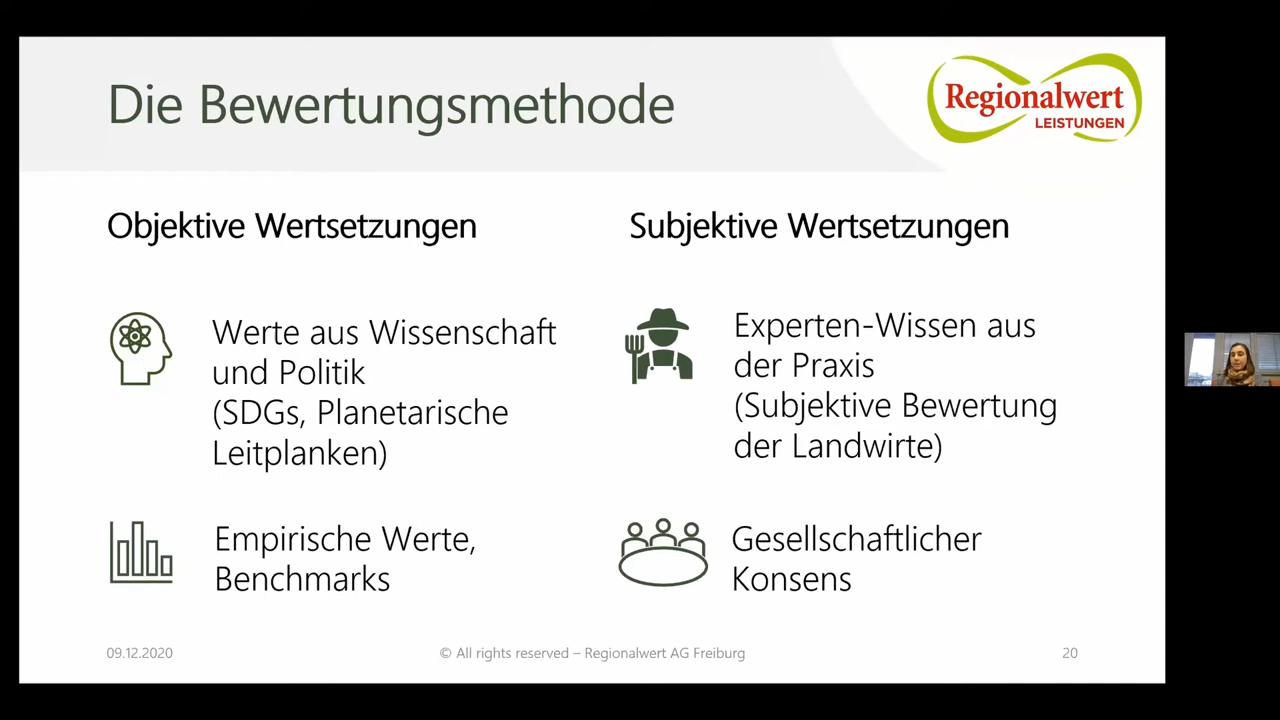 Die Bewertungsmethode
Regionalwert
LEISTUNGEN
Objektive Wertsetzungen
Werte aus Wissenschaft
und Politik
(SDGs, Planetarische
Leitplanken)
Empirische Werte,
Benchmarks
Subjektive Wertsetzungen
Experten-Wissen aus
der Praxis
(Subjektive Bewertung
der Landwirte)
Gesellschaftlicher
Konsens
09.12.2020
© All rights reserved – Regionalwert AG Freiburg
20